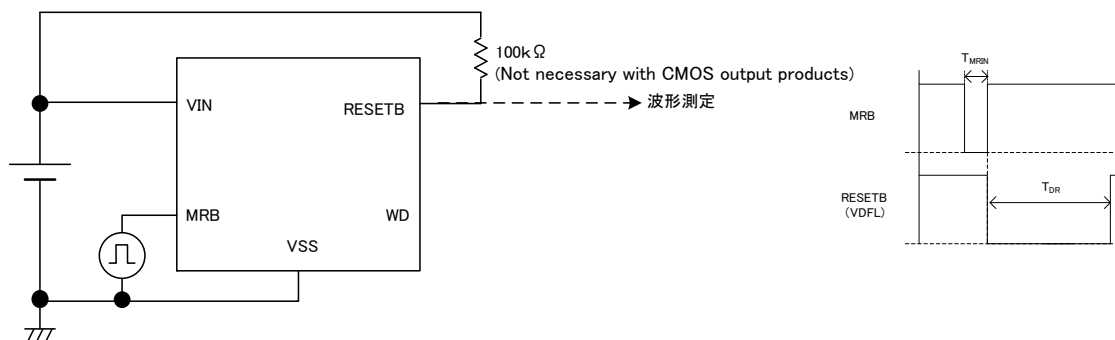 100kΩ
(Not necessary with CMOS output products)
VIN
RESETB
波形測定
MRB
WD
VSS
TMRIN
MRB
RESETB
(VDFL)
TDR